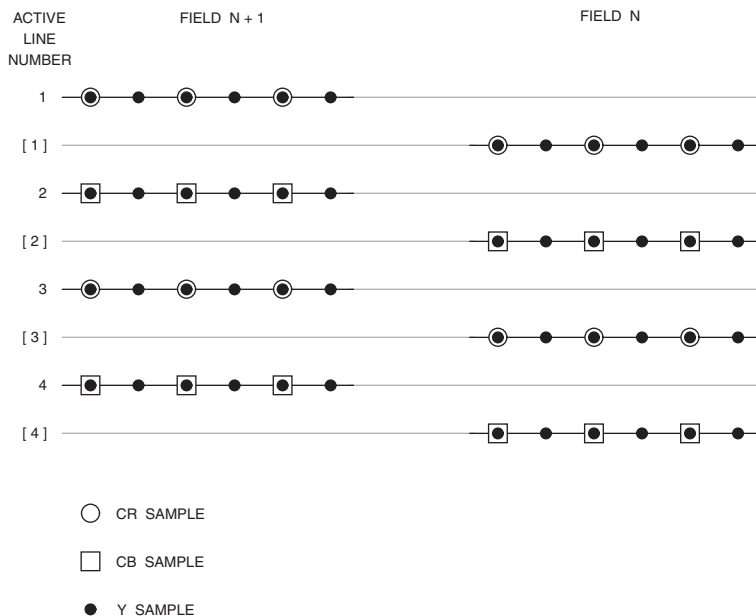 ACTIVE
LINE
NUMBER
FIELD N + 1
FIELD N
1
[ 1 ]
2
[ 2 ]
3
[ 3 ]
4
[ 4 ]
CR SAMPLE
CB SAMPLE
Y SAMPLE